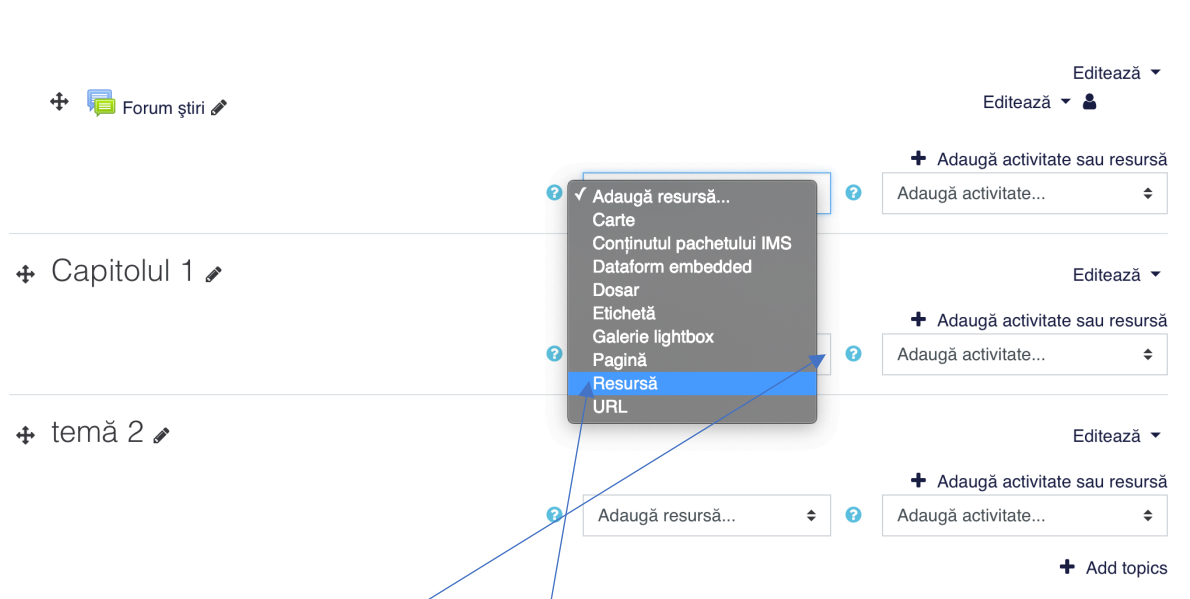 Editează
Forum ştiri
Editează
Adaugă activitate sau resursă
Adaugă activitate...
Adaugă resursă...
Carte
Conținutul pachetului IMS
Dataform embedded
Dosar
Etichetă
Galerie lightbox
Pagină
Resursă
URL
Capitolul 1
Editează
Adaugă activitate sau resursă
Adaugă activitate...
temă 2
Editează
Adaugă activitate sau resursă
Adaugă resursă...
Adaugă activitate...
Add topics